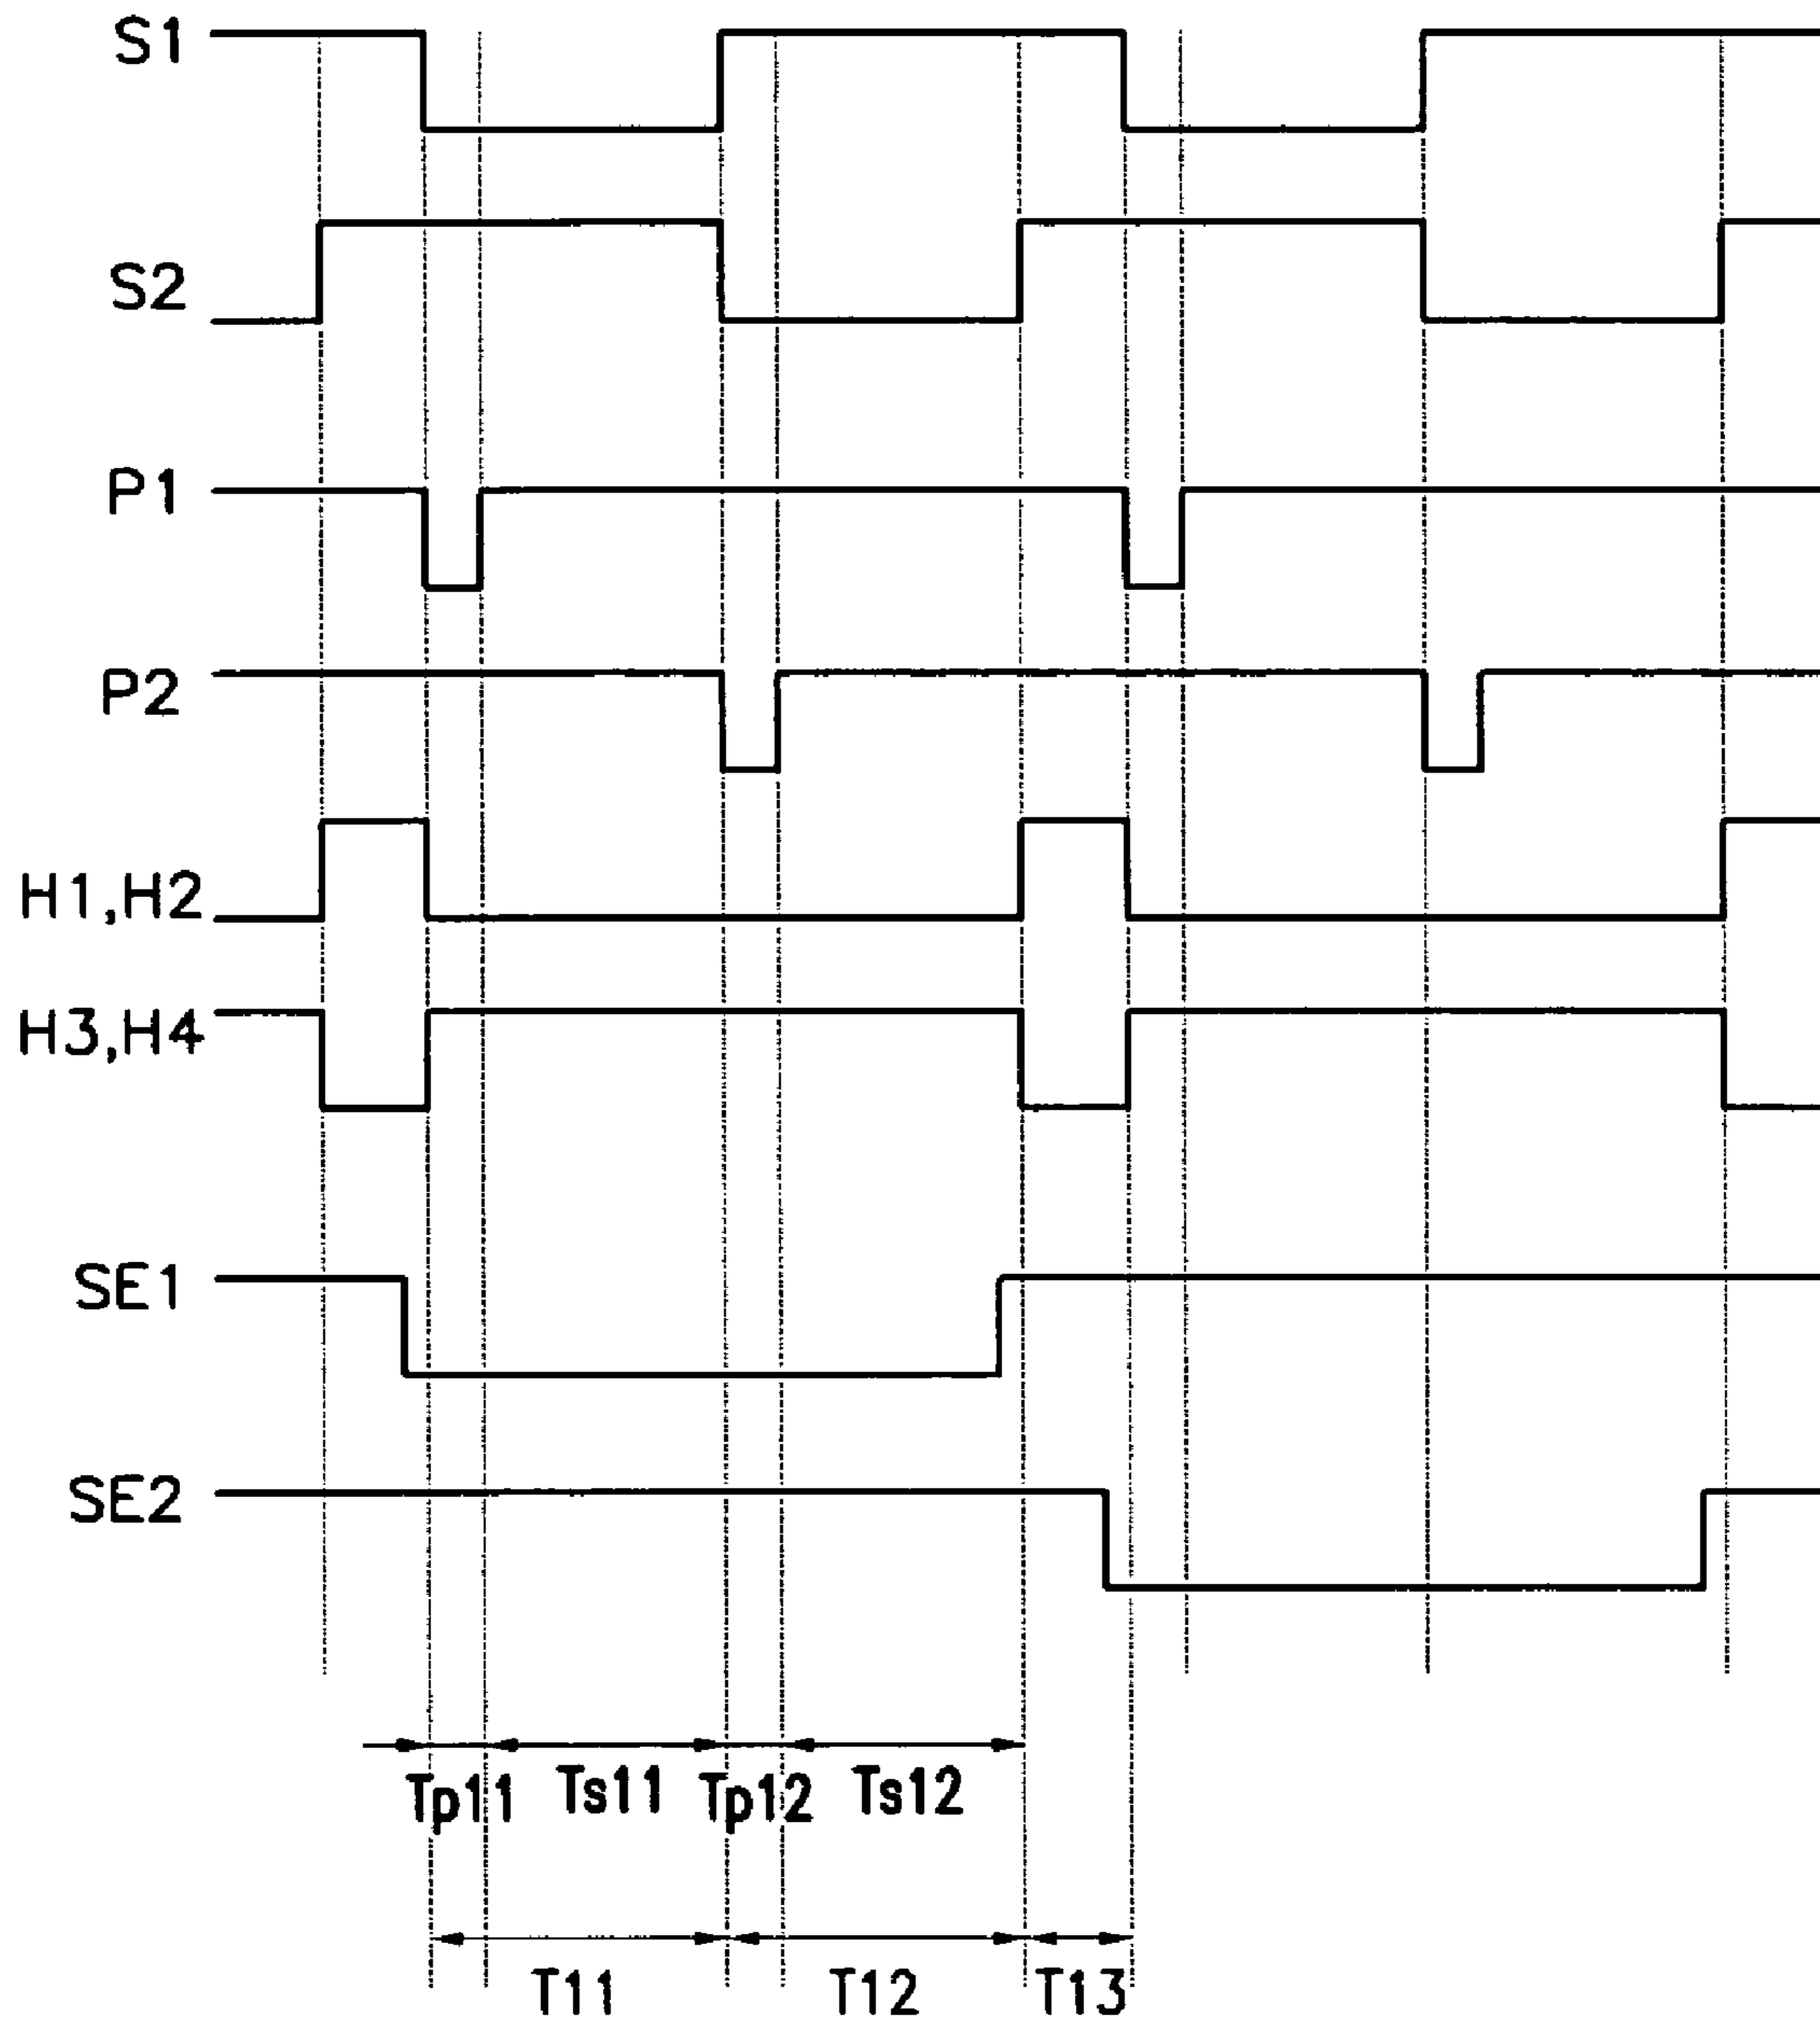 S1
S2
P1
P2
H1,H2
H3,H4
SE1
SE2
Tp11 Ts11 Tp12 Ts12
T11 T12 T13